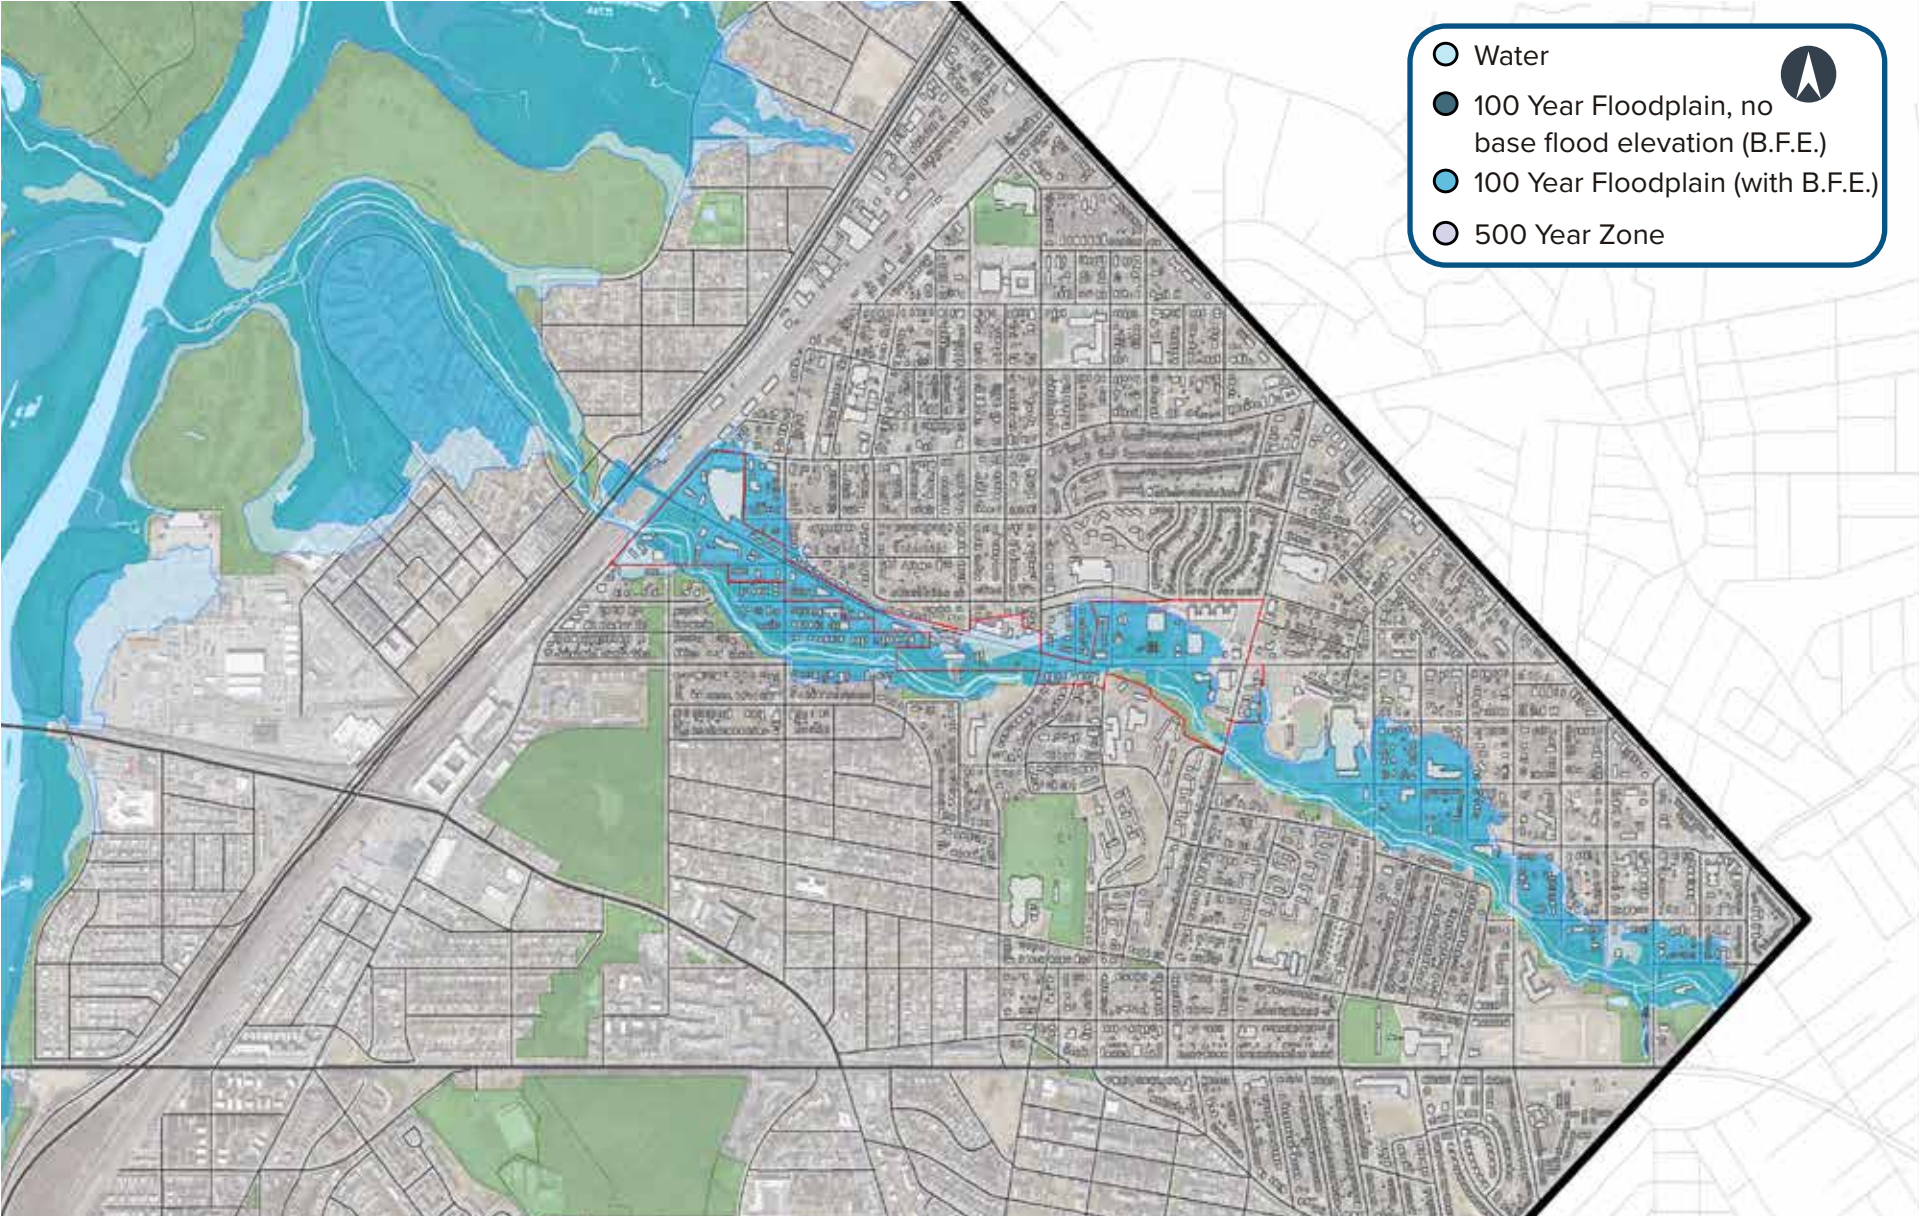 Water
100 Year Floodplain, no
base flood elevation (B.F.E.)
100 Year Floodplain (with B.F.E.)
500 Year Zone